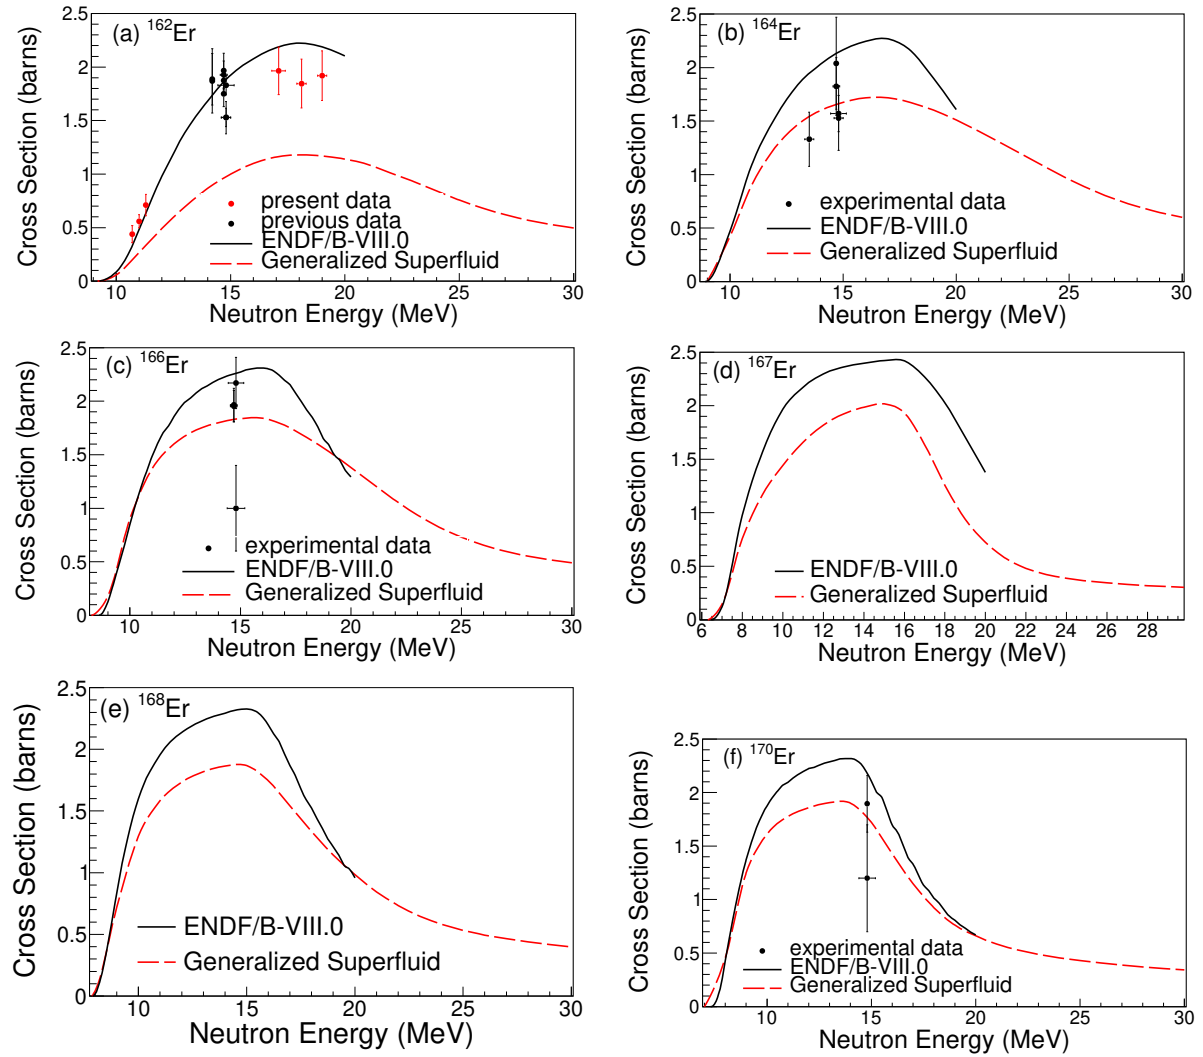 (a) ¹⁶²Er
Cross Section (barns)
2.5
2
1.5
1
0.5
0
present data
previous data
ENDF/B-VIII.0
Generalized Superfluid
10 15 20 25 30
Neutron Energy (MeV)
(b) ¹⁶⁴Er
Cross Section (barns)
2.5
2
1.5
1
0.5
0
experimental data
ENDF/B-VIII.0
Generalized Superfluid
10 15 20 25 30
Neutron Energy (MeV)
(c) ¹⁶⁶Er
Cross Section (barns)
2.5
2
1.5
1
0.5
0
experimental data
ENDF/B-VIII.0
Generalized Superfluid
10 15 20 25 30
Neutron Energy (MeV)
(d) ¹⁶⁷Er
Cross Section (barns)
2.5
2
1.5
1
0.5
0
ENDF/B-VIII.0
Generalized Superfluid
6 8 10 12 14 16 18 20 22 24 26 28
Neutron Energy (MeV)
(e) ¹⁶⁸Er
Cross Section (barns)
2.5
2
1.5
1
0.5
0
ENDF/B-VIII.0
Generalized Superfluid
10 15 20 25 30
Neutron Energy (MeV)
(f) ¹⁷⁰Er
Cross Section (barns)
2.5
2
1.5
1
0.5
0
experimental data
ENDF/B-VIII.0
Generalized Superfluid
10 15 20 25 30
Neutron Energy (MeV)